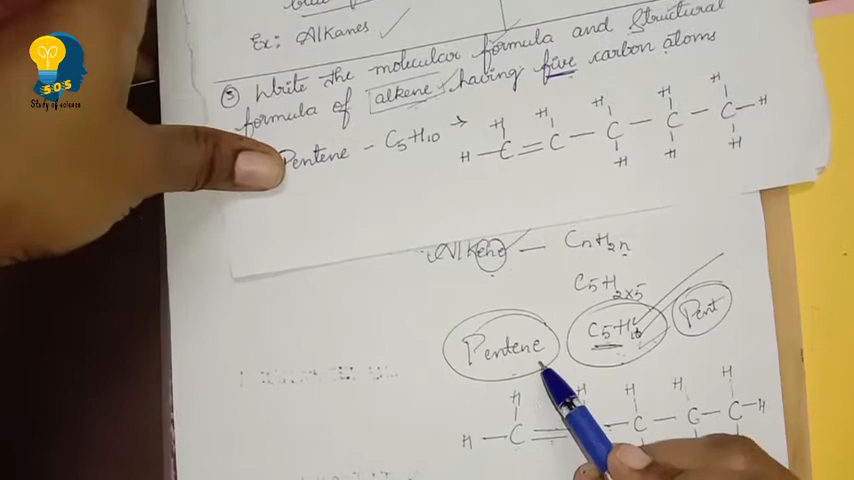 Ex: Alkanes
S.O.S
Study of science
③ Write the molecular formula and Structural
formula of alkene having five carbon atoms
Pentene - C5H10 →
H H H H H
H - C = C - C - C - C - H
H H H
Alkene — CnH2n
C5H2x5
Pentene C5H10 Pent
H H H H H
H - C = C - C - C - H